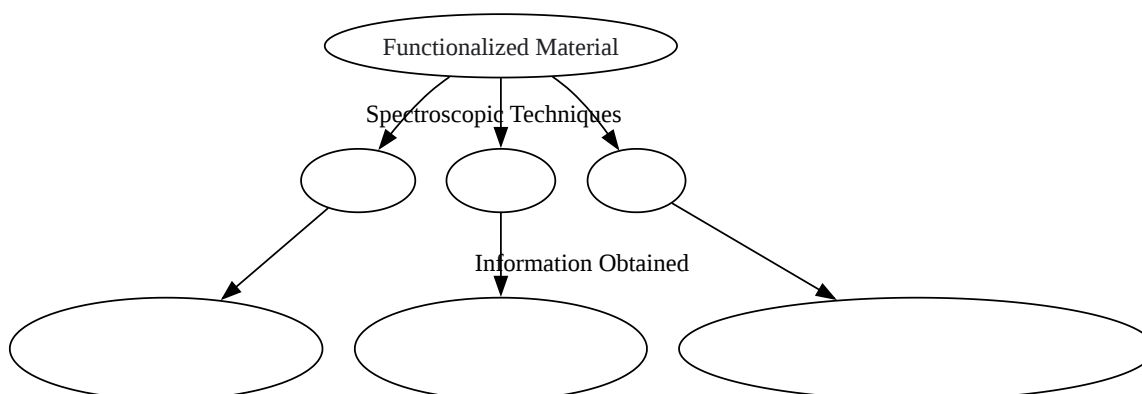 Functionalized Material
Spectroscopic Techniques
Information Obtained